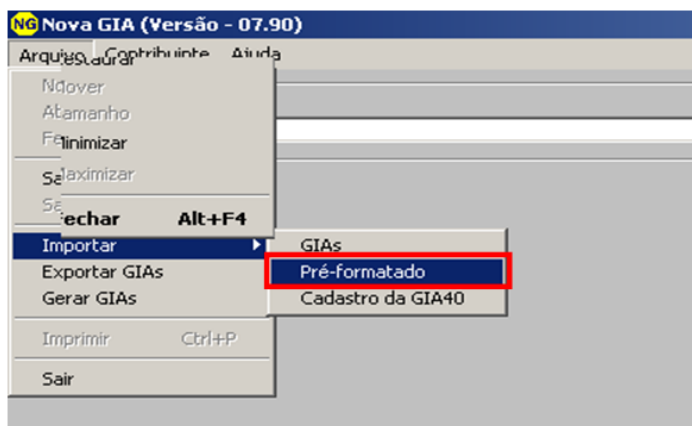 NG Nova GIA (Versão - 07.90)
Arquivo Contribuinte Ajuda
Minimizar
Fechar Alt+F4
Importar GIAs
Exportar GIAs Pré-formatado
Gerar GIAs Cadastro da GIA40
Imprimir Ctrl+P
Sair